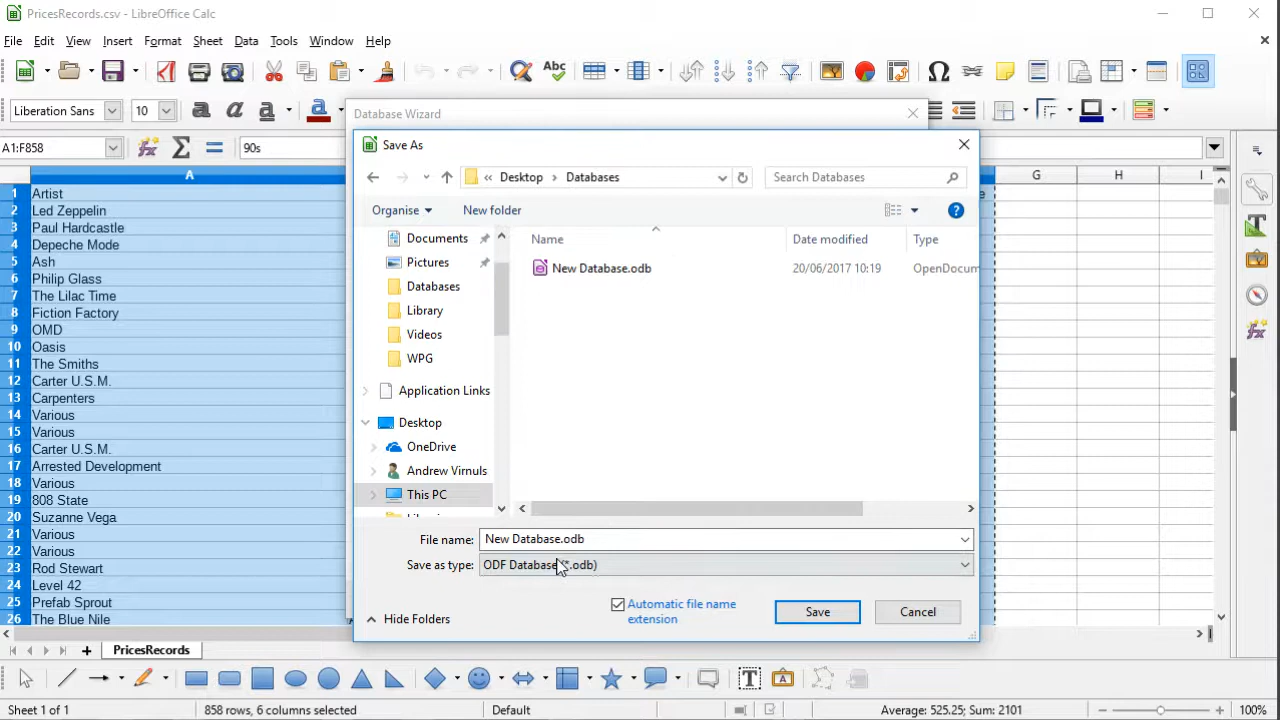 PricesRecords.csv - LibreOffice Calc
File Edit View Insert Format Sheet Data Tools Window Help
Abc
Liberation Sans 10
A1:F858 90s
Database Wizard
Save As
« Desktop > Databases Search Databases
Organise New folder
Documents
Pictures
Databases
Library
Videos
WPG
Application Links
Desktop
OneDrive
Andrew Virnuls
This PC
Name Date modified Type
New Database.odb 20/06/2017 10:19 OpenDocum
File name: New Database.odb
Save as type: ODF Database (*.odb)
Automatic file name
extension
Save Cancel
Hide Folders
A G H I
1 Artist
2 Led Zeppelin
3 Paul Hardcastle
4 Depeche Mode
5 Ash
6 Philip Glass
7 The Lilac Time
8 Fiction Factory
9 OMD
10 Oasis
11 The Smiths
12 Carter U.S.M.
13 Carpenters
14 Various
15 Various
16 Carter U.S.M.
17 Arrested Development
18 Various
19 808 State
20 Suzanne Vega
21 Various
22 Various
23 Rod Stewart
24 Level 42
25 Prefab Sprout
26 The Blue Nile
PricesRecords
Sheet 1 of 1 858 rows, 6 columns selected Default Average: 525.25; Sum: 2101 100%